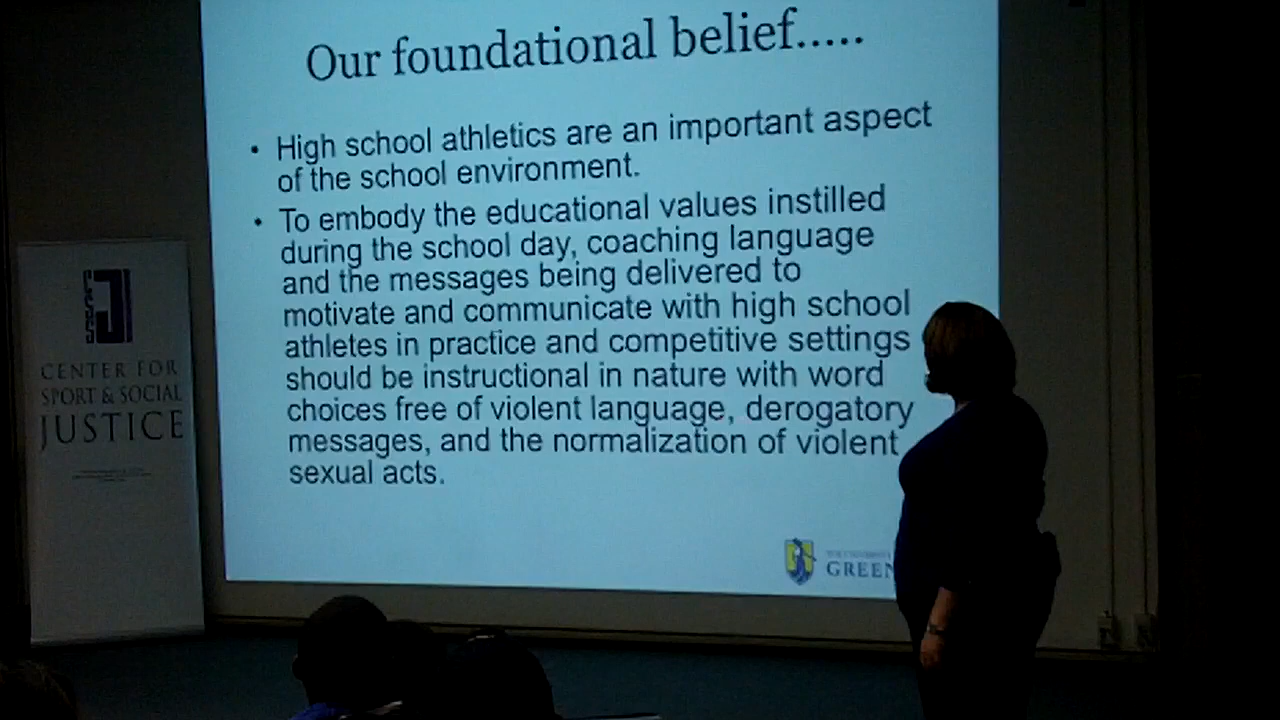 Our foundational belief.....
• High school athletics are an important aspect
of the school environment.
• To embody the educational values instilled
during the school day, coaching language
and the messages being delivered to
motivate and communicate with high school
athletes in practice and competitive settings
should be instructional in nature with word
choices free of violent language, derogatory
messages, and the normalization of violent
sexual acts.
GREEN
CENTER FOR
SPORT & SOCIAL
JUSTICE